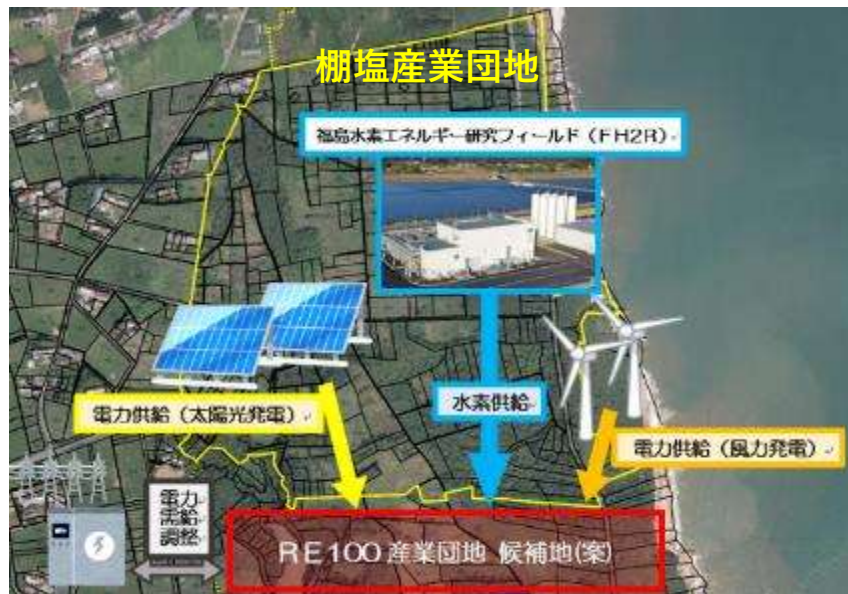 棚塩産業団地
福島水素エネルギー研究フィールド（FH2R）
電力供給（太陽光発電）
水素供給
電力供給（風力発電）
電力
需給
調整
RE100産業団地 候補地(案)